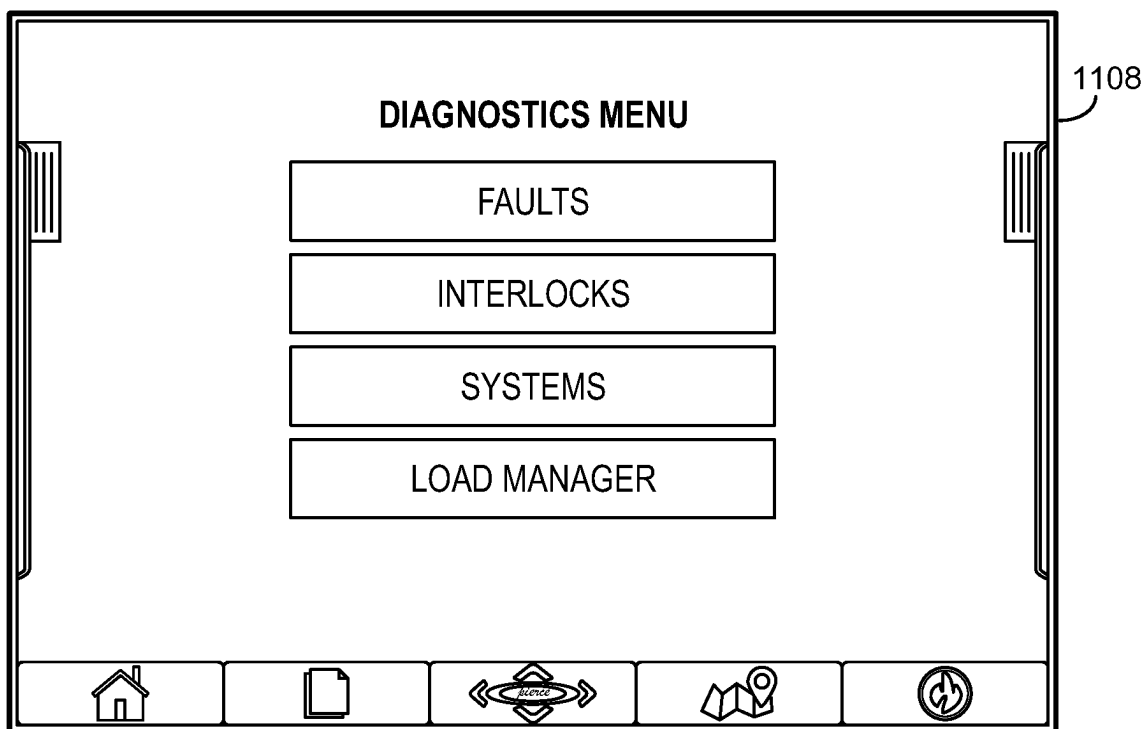 1108
DIAGNOSTICS MENU
FAULTS
INTERLOCKS
SYSTEMS
LOAD MANAGER
pierce